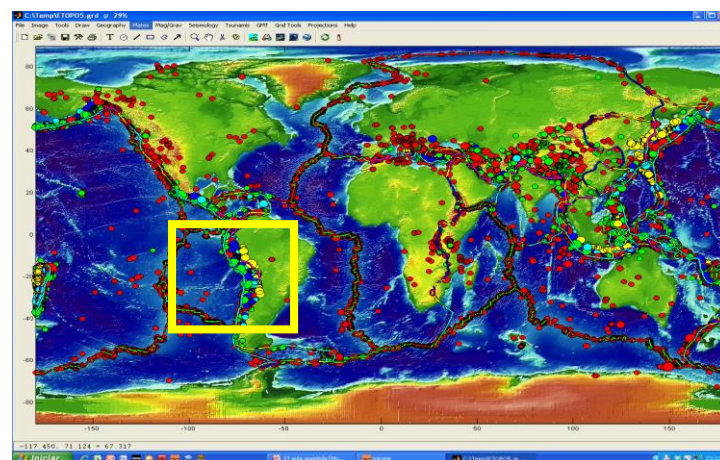 C:\Temp\ETOPO5.grd @ 29%
File Image Tools Draw Geography Plates Mag/Grav Seismology Tsunamis GMT Grid Tools Projections Help
80
60
40
20
0
-20
-40
-60
-80
-150 -100 -50 0 50 100 150
-117.450, 71.124 = 67.317
Iniciar